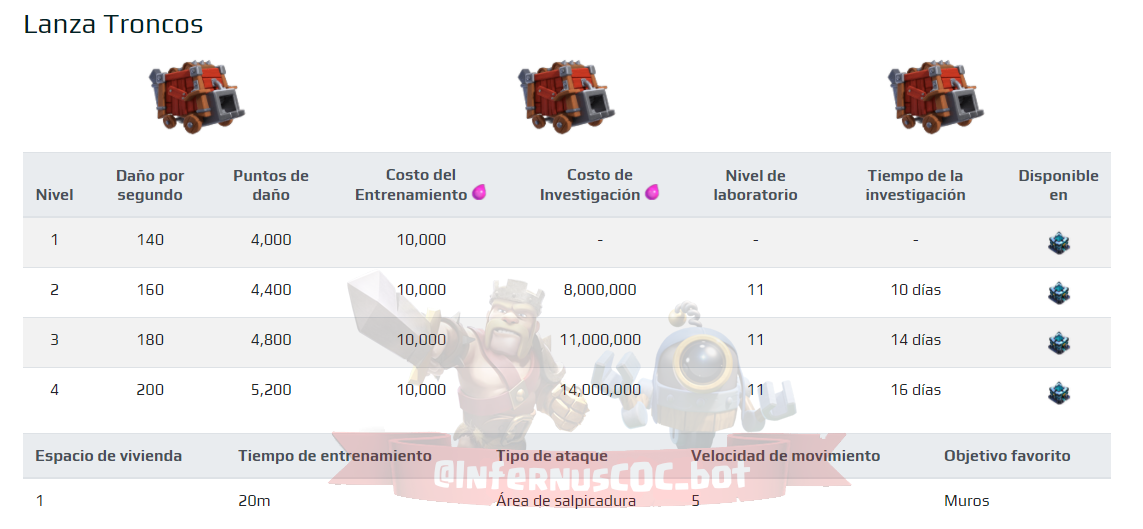 Lanza Troncos
Nivel Daño por segundo Puntos de daño Costo del Entrenamiento Costo de Investigación Nivel de laboratorio Tiempo de la investigación Disponible en
1 140 4,000 10,000 - - -
2 160 4,400 10,000 8,000,000 11 10 días
3 180 4,800 10,000 11,000,000 11 14 días
4 200 5,200 10,000 14,000,000 11 16 días
Espacio de vivienda Tiempo de entrenamiento Tipo de ataque Velocidad de movimiento Objetivo favorito
@InfernusCOC_bot
1 20m Área de salpicadura 5 Muros